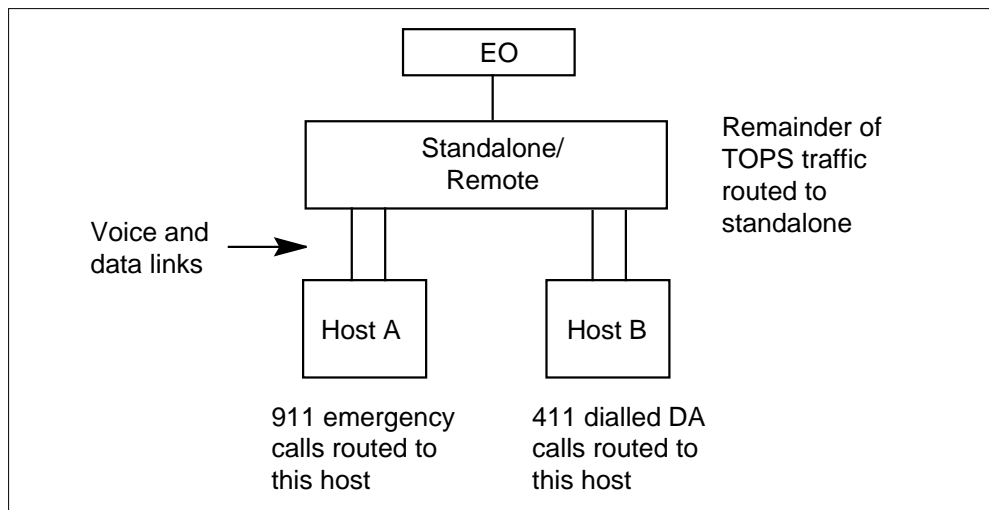 EO
Standalone/
Remote
Remainder of
TOPS traffic
routed to
standalone
Voice and
data links
Host A
Host B
911 emergency
calls routed to
this host
411 dialled DA
calls routed to
this host